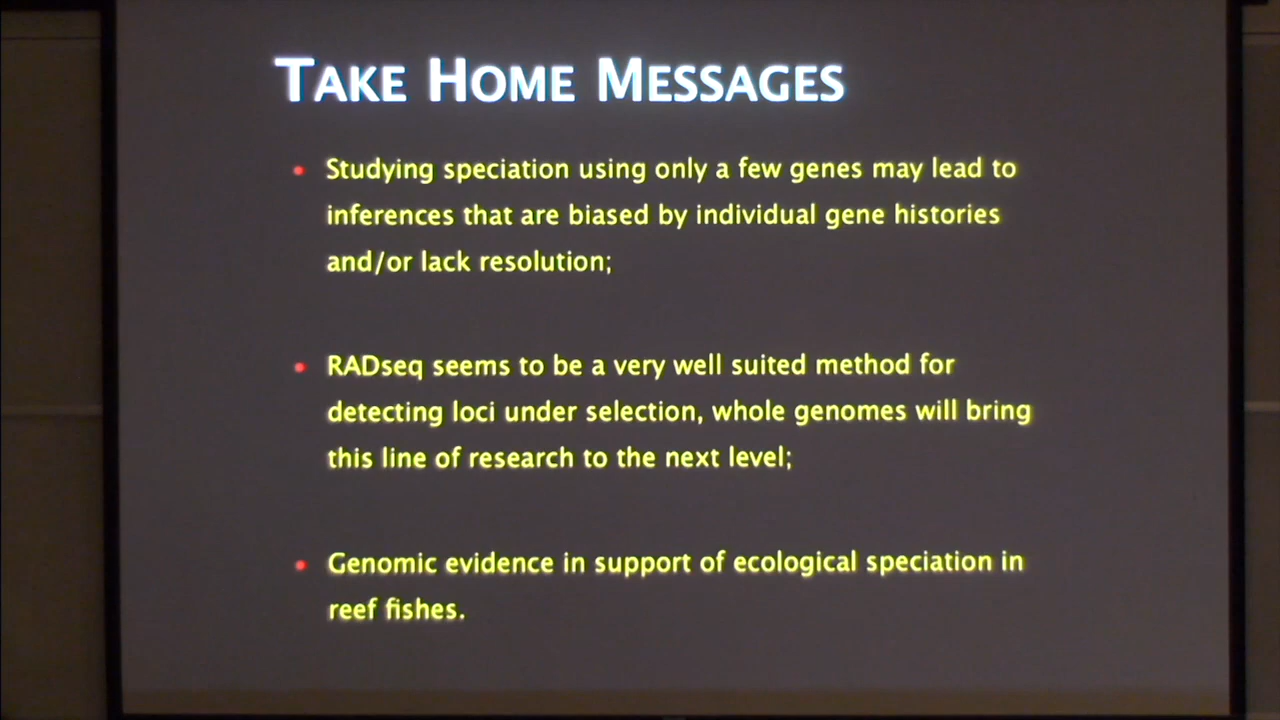 TAKE HOME MESSAGES
• Studying speciation using only a few genes may lead to
inferences that are biased by individual gene histories
and/or lack resolution;
• RADseq seems to be a very well suited method for
detecting loci under selection, whole genomes will bring
this line of research to the next level;
• Genomic evidence in support of ecological speciation in
reef fishes.